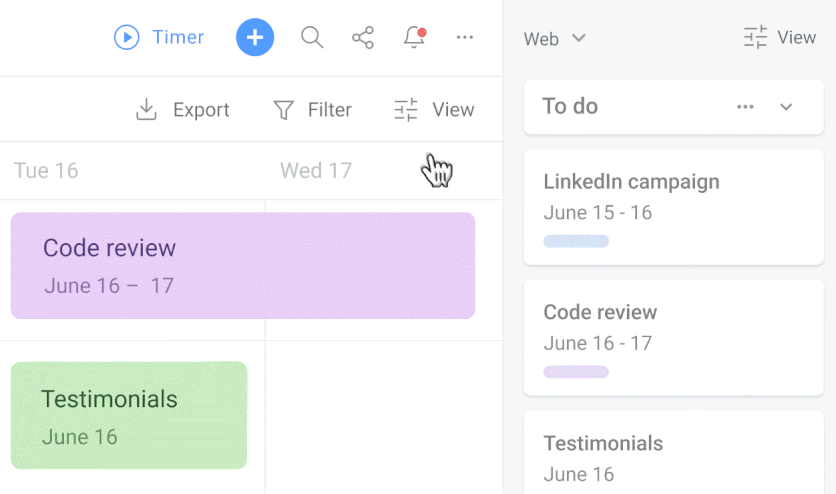 Timer
Export
Filter
View
Tue 16
Wed 17
Code review
June 16 – 17
Testimonials
June 16
Web
View
To do
LinkedIn campaign
June 15 - 16
Code review
June 16 - 17
Testimonials
June 16